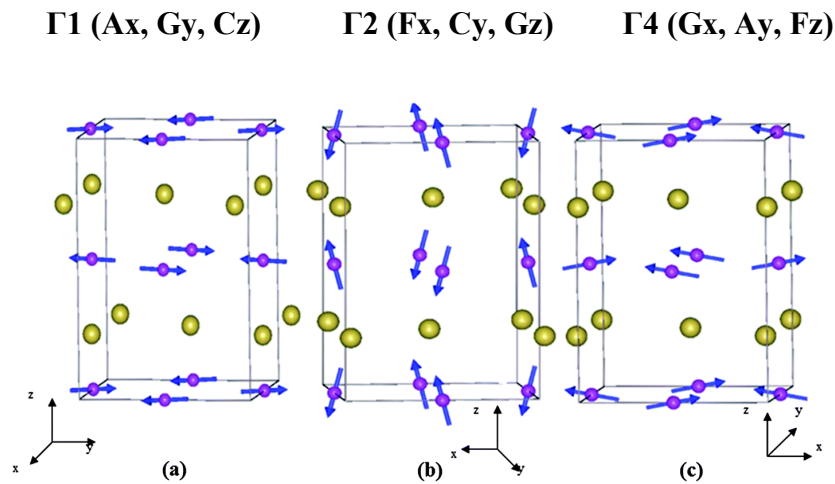 Γ1 (Ax, Gy, Cz) Γ2 (Fx, Cy, Gz) Γ4 (Gx, Ay, Fz)
z
y
x
(a)
z
x
y
(b)
z
y
x
(c)